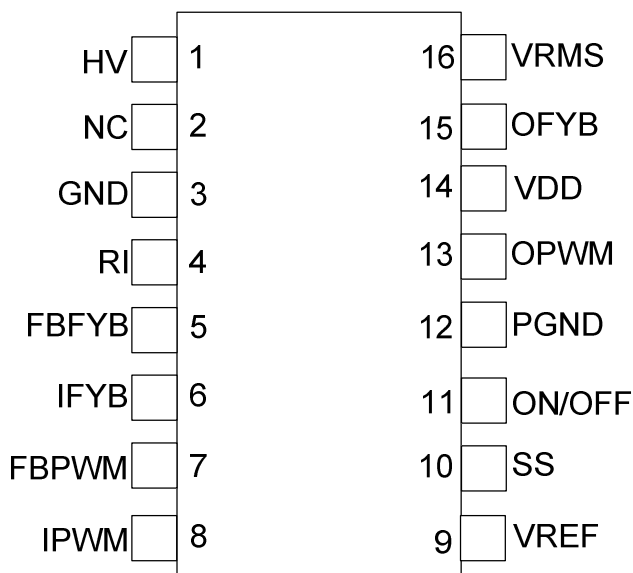 HV 1 16 VRMS
NC 2 15 OFYB
GND 3 14 VDD
RI 4 13 OPWM
FBFYB 5 12 PGND
IFYB 6 11 ON/OFF
FBPWM 7 10 SS
IPWM 8 9 VREF